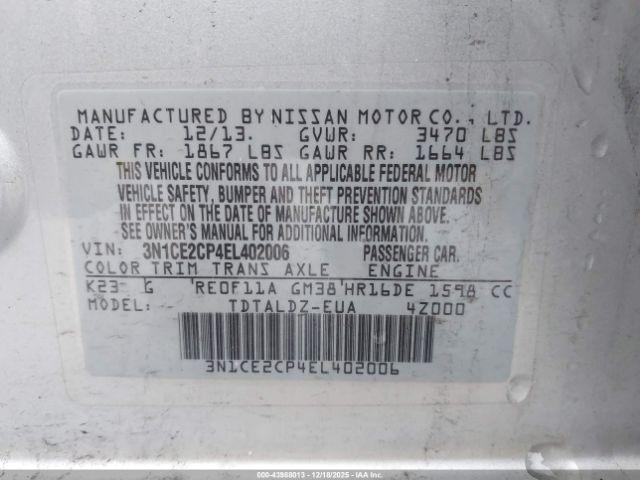 MANUFACTURED BY NISSAN MOTOR CO., LTD.
DATE: 12/13. GVWR: 3470 LBS
GAWR FR: 1867 LBS GAWR RR: 1664 LBS
THIS VEHICLE CONFORMS TO ALL APPLICABLE FEDERAL MOTOR
VEHICLE SAFETY, BUMPER AND THEFT PREVENTION STANDARDS
IN EFFECT ON THE DATE OF MANUFACTURE SHOWN ABOVE.
SEE OWNER'S MANUAL FOR ADDITIONAL INFORMATION.
VIN: 3N1CE2CP4EL402006 PASSENGER CAR.
COLOR TRIM TRANS AXLE ENGINE
K23 G RE0F11A GM38 HR16DE 1598 CC
MODEL: TDTALDZ-EUA 4Z000
3N1CE2CP4EL402006
000-43988013 - 12/18/2025 - IAA Inc.